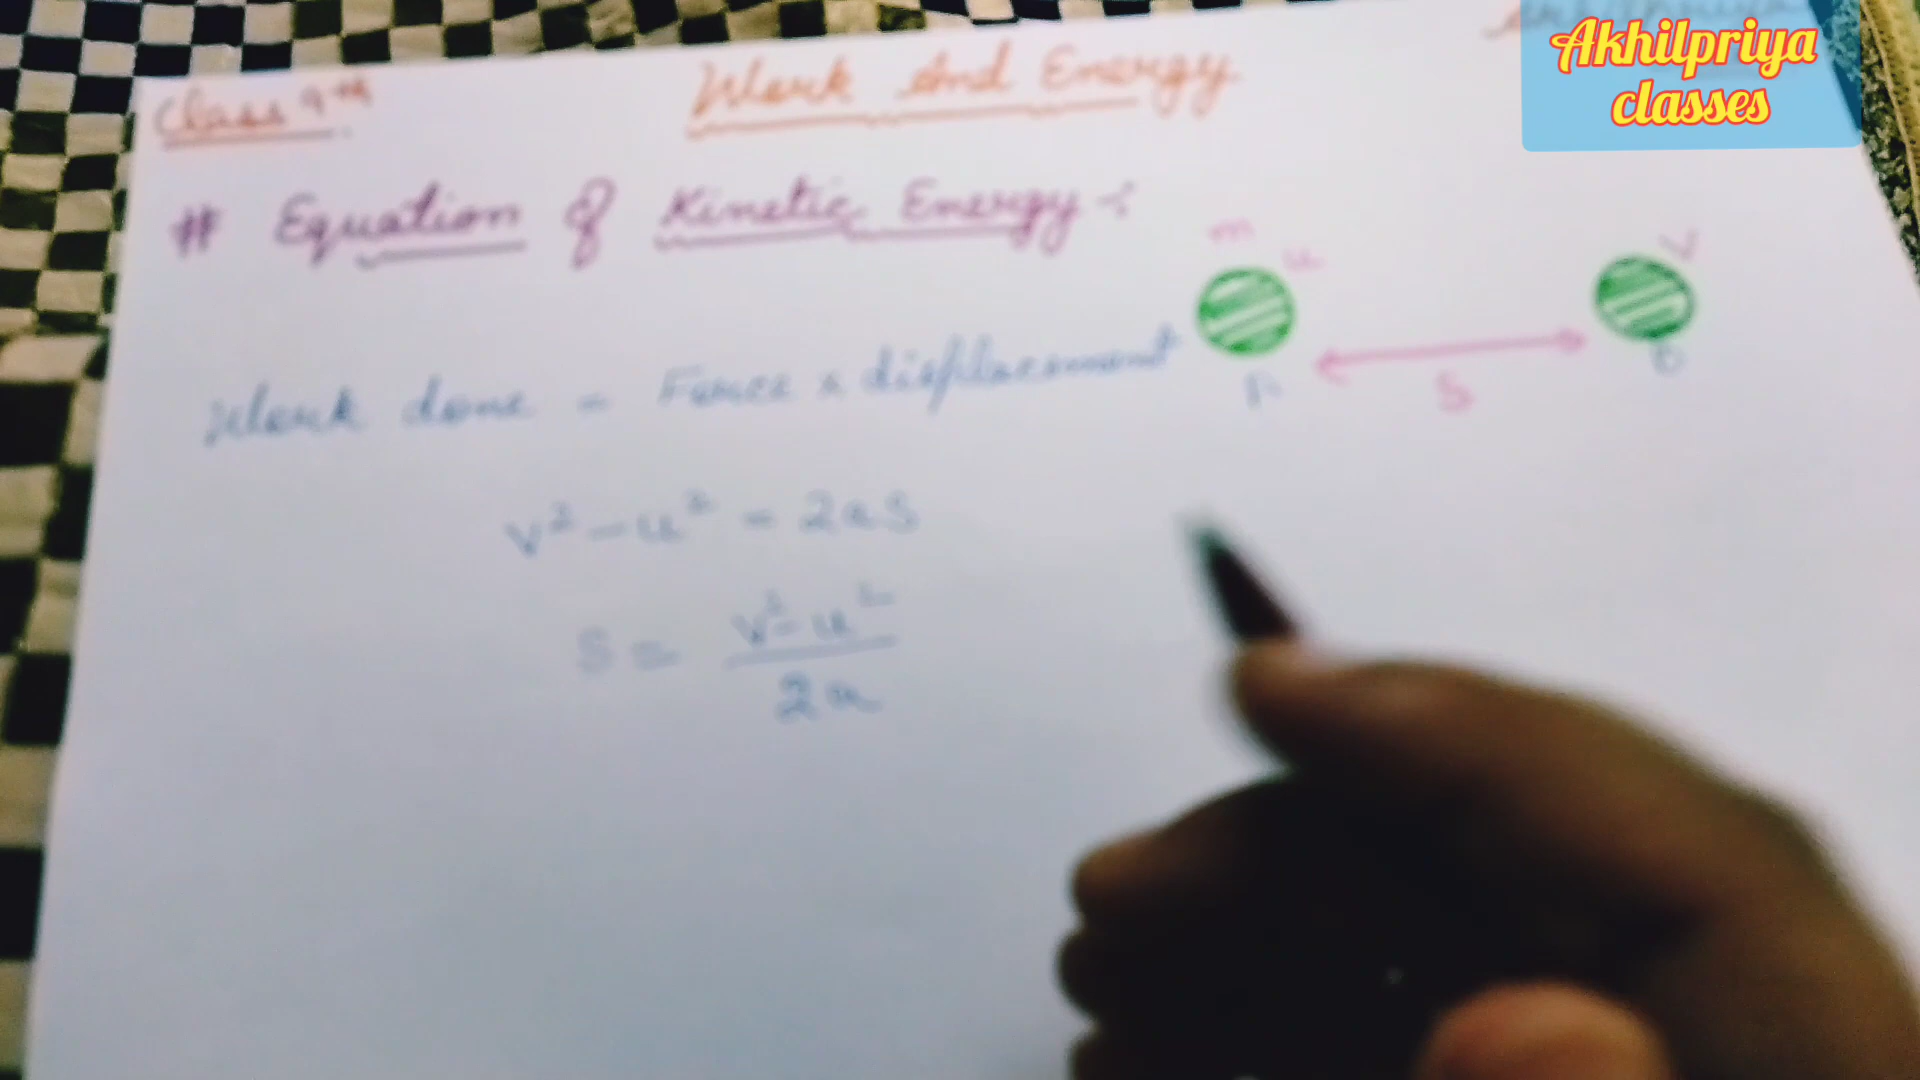 Akhilpriya
classes
Class 9th
Work And Energy
# Equation of Kinetic Energy :-
m
u
V
Work done = Force x displacement
A
S
B
v² - u² = 2as
S = v² - u² / 2a